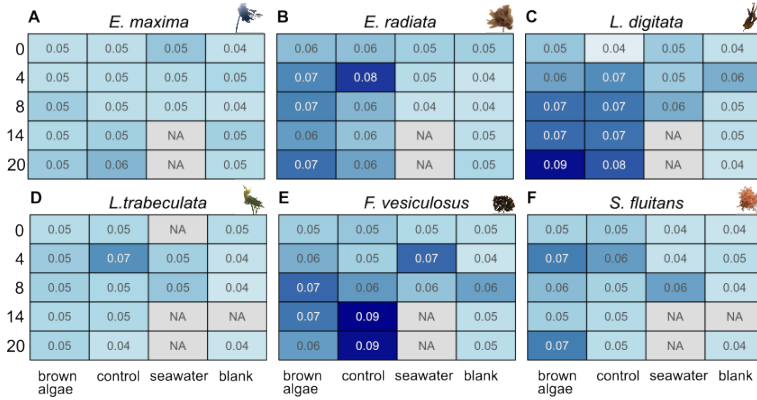 A E. maxima B E. radiata C L. digitata
0 0.05 0.05 0.05 0.04 0.06 0.06 0.05 0.04 0.05 0.04 0.05 0.04
4 0.05 0.05 0.05 0.04 0.07 0.08 0.05 0.04 0.06 0.07 0.05 0.06
8 0.05 0.05 0.05 0.04 0.07 0.06 0.04 0.04 0.07 0.07 0.06 0.05
14 0.05 0.05 NA 0.05 0.06 0.06 NA 0.05 0.07 0.07 NA 0.05
20 0.05 0.06 NA 0.05 0.07 0.06 NA 0.05 0.09 0.08 NA 0.04
D L.trabeculata E F. vesiculosus F S. fluitans
0 0.05 0.05 NA 0.05 0.05 0.05 0.05 0.05 0.05 0.05 0.04 0.04
4 0.05 0.07 0.05 0.04 0.06 0.05 0.07 0.04 0.07 0.06 0.04 0.05
8 0.05 0.05 0.05 0.04 0.07 0.06 0.06 0.06 0.06 0.05 0.06 0.04
14 0.05 0.05 NA NA 0.07 0.09 NA 0.05 0.06 0.05 NA NA
20 0.05 0.04 NA 0.04 0.06 0.09 NA 0.05 0.07 0.05 NA 0.04
brown control seawater blank brown control seawater blank brown control seawater blank
algae algae algae